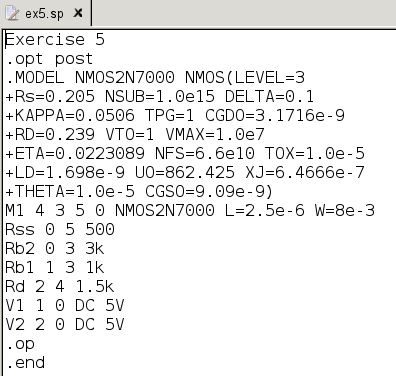 ex5.sp
Exercise 5
.opt post
.MODEL NMOS2N7000 NMOS(LEVEL=3
+Rs=0.205 NSUB=1.0e15 DELTA=0.1
+KAPPA=0.0506 TPG=1 CGDO=3.1716e-9
+RD=0.239 VTO=1 VMAX=1.0e7
+ETA=0.0223089 NFS=6.6e10 TOX=1.0e-5
+LD=1.698e-9 UO=862.425 XJ=6.4666e-7
+THETA=1.0e-5 CGSO=9.09e-9)
M1 4 3 5 0 NMOS2N7000 L=2.5e-6 W=8e-3
Rss 0 5 500
Rb2 0 3 3k
Rb1 1 3 1k
Rd 2 4 1.5k
V1 1 0 DC 5V
V2 2 0 DC 5V
.op
.end